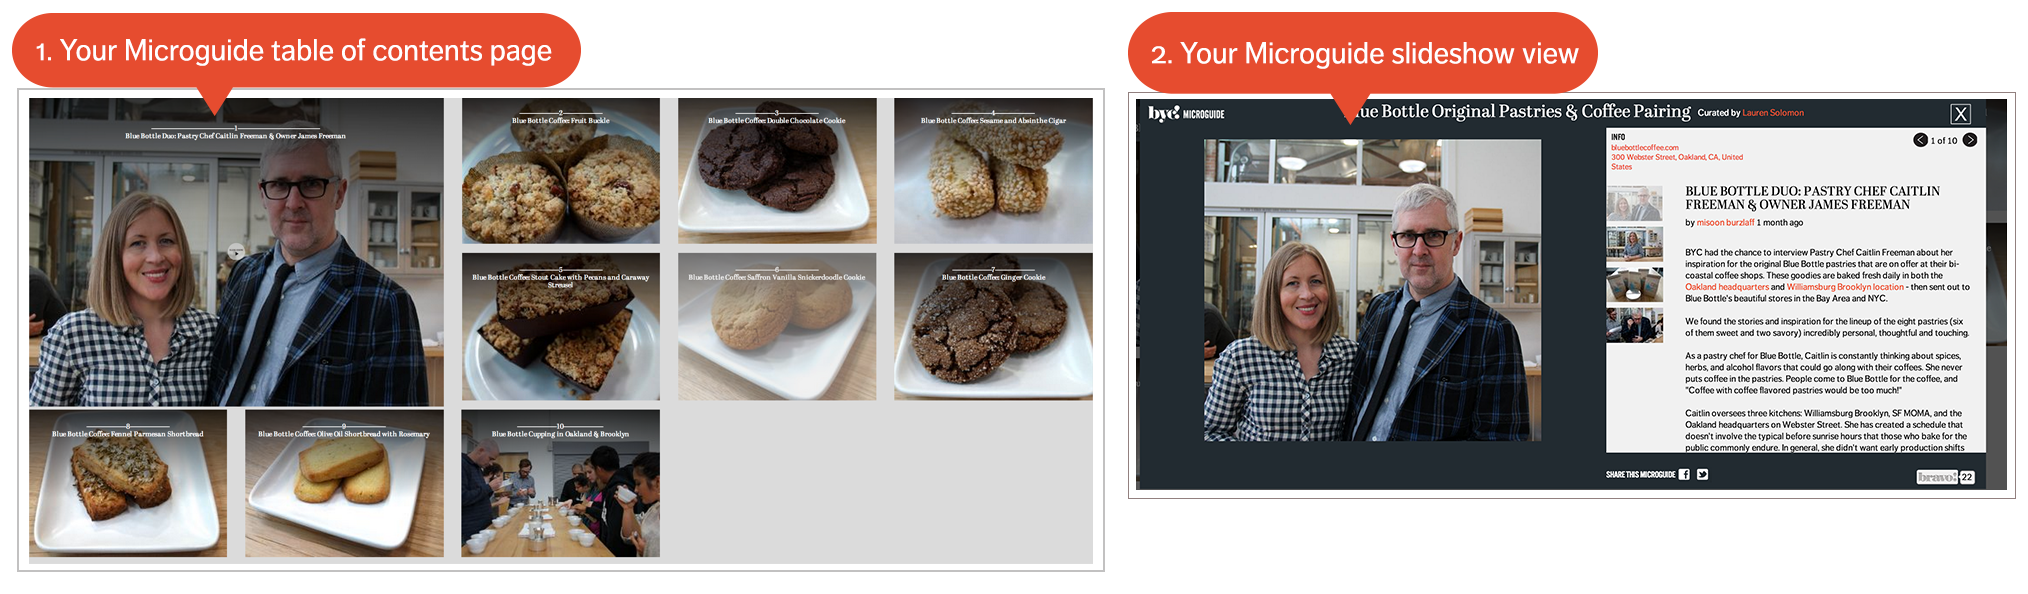 1. Your Microguide table of contents page
1
Blue Bottle Duo: Pastry Chef Caitlin Freeman & Owner James Freeman
2
Blue Bottle Coffee: Fruit Buckle
3
Blue Bottle Coffee: Double Chocolate Cookie
4
Blue Bottle Coffee: Sesame and Absinthe Cigar
5
Blue Bottle Coffee: Stout Cake with Pecans and Caraway
Streusel
6
Blue Bottle Coffee: Saffron Vanilla Snickerdoodle Cookie
7
Blue Bottle Coffee: Ginger Cookie
8
Blue Bottle Coffee: Fennel Parmesan Shortbread
9
Blue Bottle Coffee: Olive Oil Shortbread with Rosemary
10
Blue Bottle Cupping in Oakland & Brooklyn
2. Your Microguide slideshow view
byc! MICROGUIDE
lue Bottle Original Pastries & Coffee Pairing Curated by Lauren Solomon
X
INFO
bluebottlecoffee.com
300 Webster Street, Oakland, CA, United
States
1 of 10
BLUE BOTTLE DUO: PASTRY CHEF CAITLIN
FREEMAN & OWNER JAMES FREEMAN
by misoon burzlaff 1 month ago
BYC had the chance to interview Pastry Chef Caitlin Freeman about her
inspiration for the original Blue Bottle pastries that are on offer at their bi-
coastal coffee shops. These goodies are baked fresh daily in both the
Oakland headquarters and Williamsburg Brooklyn location - then sent out to
Blue Bottle's beautiful stores in the Bay Area and NYC.
We found the stories and inspiration for the lineup of the eight pastries (six
of them sweet and two savory) incredibly personal, thoughtful and touching.
As a pastry chef for Blue Bottle, Caitlin is constantly thinking about spices,
herbs, and alcohol flavors that could go along with their coffees. She never
puts coffee in the pastries. People come to Blue Bottle for the coffee, and
"Coffee with coffee flavored pastries would be too much!"
Caitlin oversees three kitchens: Williamsburg Brooklyn, SF MOMA, and the
Oakland headquarters on Webster Street. She has created a schedule that
doesn't involve the typical before sunrise hours that those who bake for the
public commonly endure. In general, she didn't want early production shifts
SHARE THIS MICROGUIDE
bravo! 22